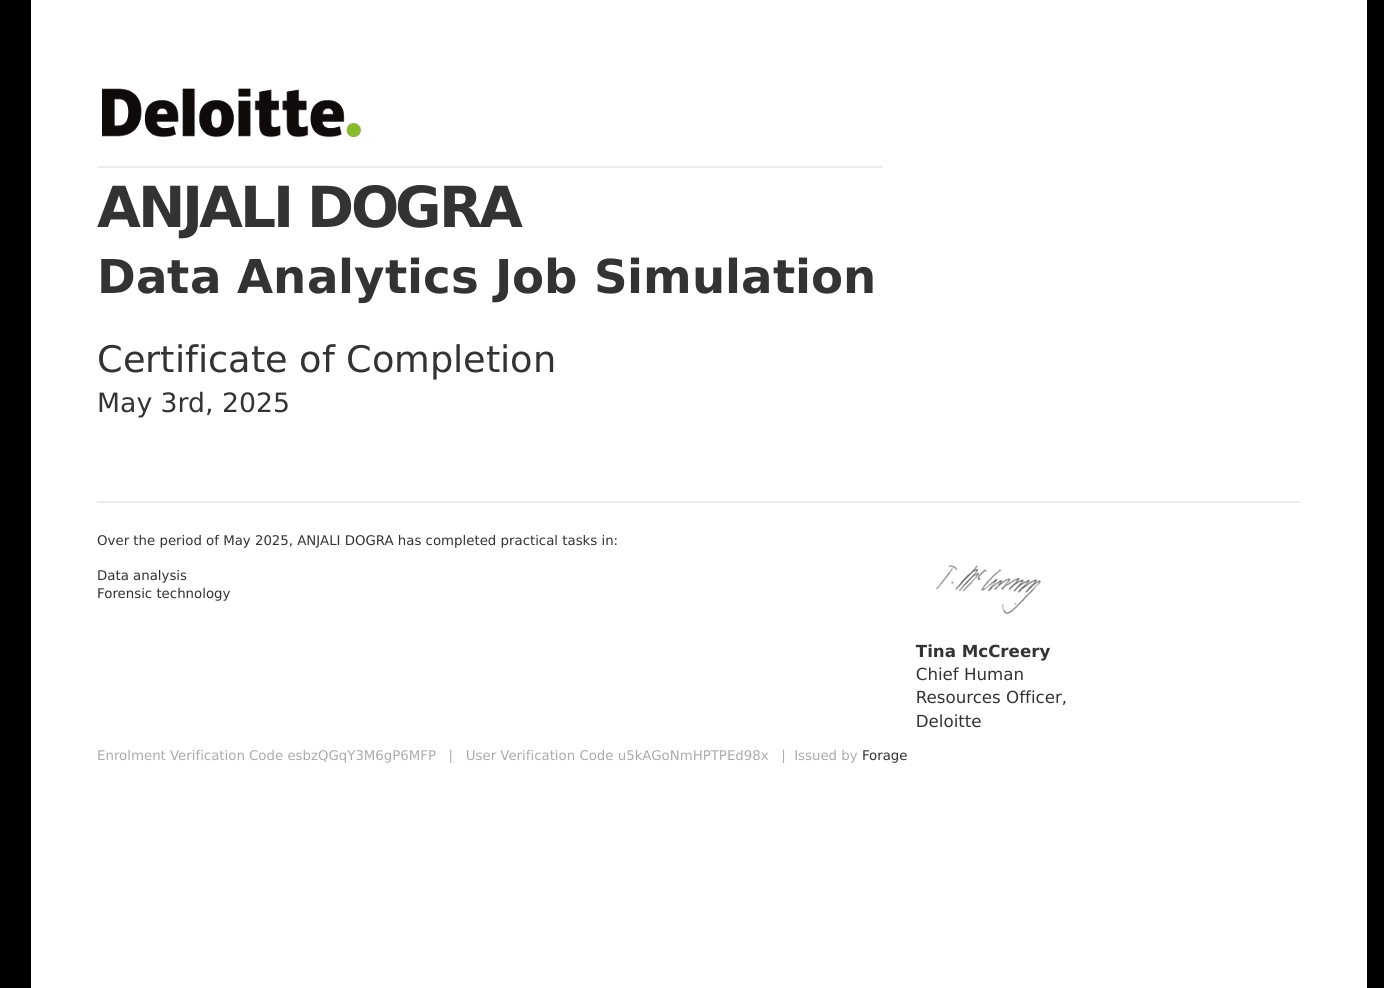 Deloitte.
ANJALI DOGRA
Data Analytics Job Simulation
Certificate of Completion
May 3rd, 2025
Over the period of May 2025, ANJALI DOGRA has completed practical tasks in:
Data analysis
Forensic technology
T. McCreery
Tina McCreery
Chief Human
Resources Officer,
Deloitte
Enrolment Verification Code esbzQGqY3M6gP6MFP | User Verification Code u5kAGoNmHPTPEd98x | Issued by Forage